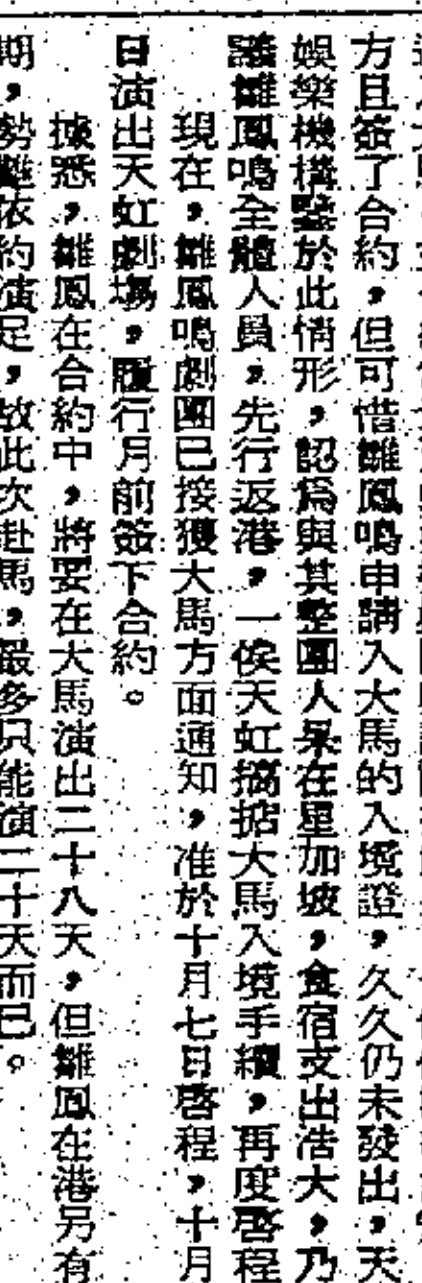 方且簽了合約,但可惜雛鳳鳴申請入大馬的入境證,久久仍未發出,天
娛樂機構鑒於此情形,認爲與其整團人呆在星加坡,食宿支出浩大,乃
議雛鳳鳴全體人員,先行返港,一俟天虹搞掂大馬入境手續,再度啓程
現在,雛鳳鳴劇團已接獲大馬方面通知,准於十月七日啓程,十月
日演出天虹劇場,履行月前簽下合約。
據悉,雛鳳在合約中,將要在大馬演出二十八天,但雛鳳在港另有
期,勢難依約演足,故此次赴馬,最多只能演二十天而已。